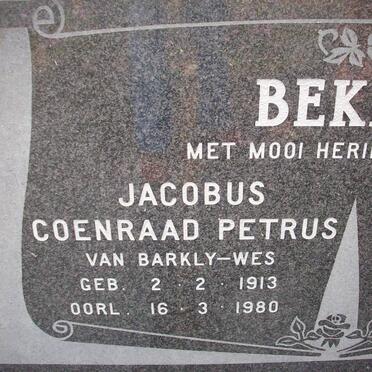 BEK
MET MOOI HERI
JACOBUS
COENRAAD PETRUS
VAN BARKLY-WES
GEB. 2 · 2 · 1913
OORL. 16 · 3 · 1980